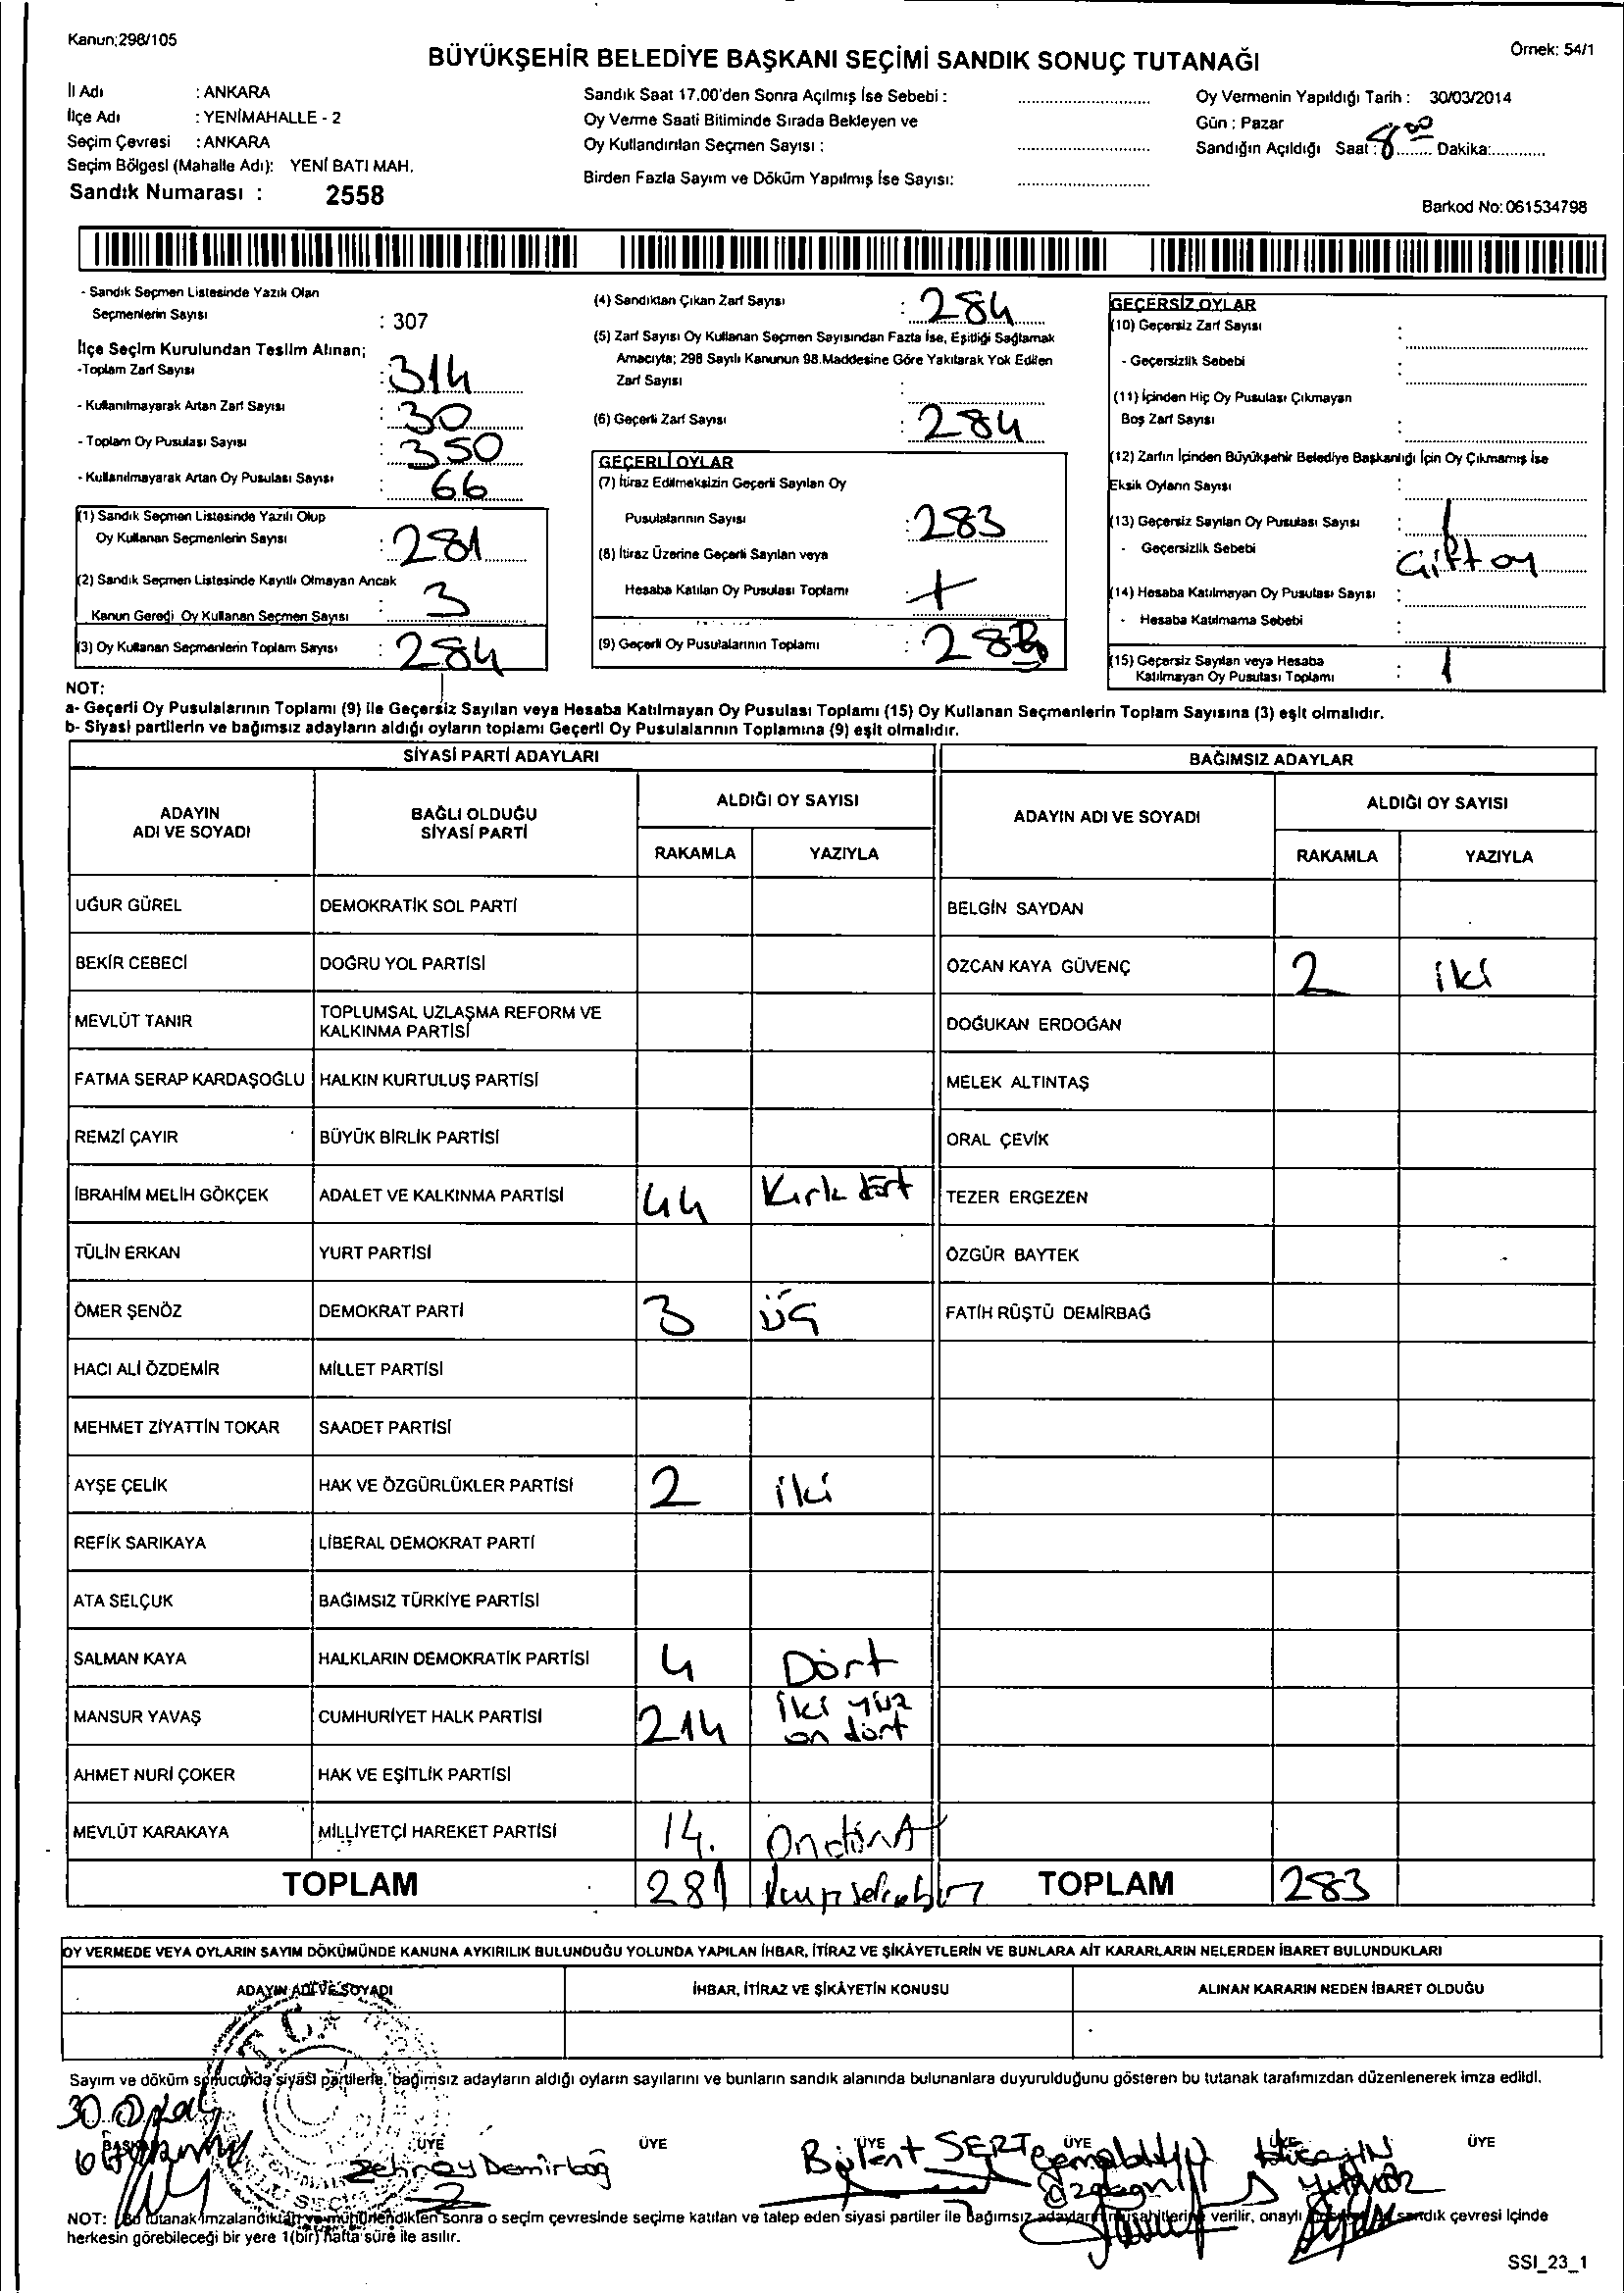 Kanun;298/105
BÜYÜKŞEHİR BELEDİYE BAŞKANI SEÇİMİ SANDIK SONUÇ TUTANAĞI
Örnek: 54/1
İl Adı : ANKARA
İlçe Adı : YENİMAHALLE - 2
Seçim Çevresi : ANKARA
Seçim Bölgesi (Mahalle Adı): YENİ BATI MAH.
Sandık Numarası : 2558
Sandık Saat 17.00'den Sonra Açılmış İse Sebebi :
Oy Verme Saati Bitiminde Sırada Bekleyen ve
Oy Kullandırılan Seçmen Sayısı :
Birden Fazla Sayım ve Döküm Yapılmış İse Sayısı:
Oy Vermenin Yapıldığı Tarih : 30/03/2014
Gün : Pazar
Sandığın Açıldığı Saat : 8 00 Dakika:
Barkod No: 061534798
- Sandık Seçmen Listesinde Yazılı Olan
Seçmenlerin Sayısı : 307
İlçe Seçim Kurulundan Teslim Alınan;
-Toplam Zarf Sayısı : 314
- Kullanılmayarak Artan Zarf Sayısı : 30
- Toplam Oy Pusulası Sayısı : 350
- Kullanılmayarak Artan Oy Pusulası Sayısı : 66
(1) Sandık Seçmen Listesinde Yazılı Olup
Oy Kullanan Seçmenlerin Sayısı : 281
(2) Sandık Seçmen Listesinde Kayıtlı Olmayan Ancak
Kanun Gereği Oy Kullanan Seçmen Sayısı : 3
(3) Oy Kullanan Seçmenlerin Toplam Sayısı : 284
(4) Sandıktan Çıkan Zarf Sayısı : 284
(5) Zarf Sayısı Oy Kullanan Seçmen Sayısından Fazla İse, Eşitliği Sağlamak
Amacıyla; 298 Sayılı Kanunun 98.Maddesine Göre Yakılarak Yok Edilen
Zarf Sayısı :
(6) Geçerli Zarf Sayısı : 284
GEÇERLİ OYLAR
(7) İtiraz Edilmeksizin Geçerli Sayılan Oy
Pusulalarının Sayısı : 283
(8) İtiraz Üzerine Geçerli Sayılan veya
Hesaba Katılan Oy Pusulası Toplamı :
(9) Geçerli Oy Pusulalarının Toplamı : 283
GEÇERSİZ OYLAR
(10) Geçersiz Zarf Sayısı :
- Geçersizlik Sebebi :
(11) İçinden Hiç Oy Pusulası Çıkmayan
Boş Zarf Sayısı :
(12) Zarfın İçinden Büyükşehir Belediye Başkanlığı İçin Oy Çıkmamış İse
Eksik Oyların Sayısı :
(13) Geçersiz Sayılan Oy Pusulası Sayısı : 1
- Geçersizlik Sebebi : Çift oy
(14) Hesaba Katılmayan Oy Pusulası Sayısı :
- Hesaba Katılmama Sebebi :
(15) Geçersiz Sayılan veya Hesaba
Katılmayan Oy Pusulası Toplamı : 1
NOT:
a- Geçerli Oy Pusulalarının Toplamı (9) ile Geçersiz Sayılan veya Hesaba Katılmayan Oy Pusulası Toplamı (15) Oy Kullanan Seçmenlerin Toplam Sayısına (3) eşit olmalıdır.
b- Siyasi partilerin ve bağımsız adayların aldığı oyların toplamı Geçerli Oy Pusulalarının Toplamına (9) eşit olmalıdır.
SİYASİ PARTİ ADAYLARI BAĞIMSIZ ADAYLAR
ADAYIN ADI VE SOYADI BAĞLI OLDUĞU SİYASİ PARTİ ALDIĞI OY SAYISI ADAYIN ADI VE SOYADI ALDIĞI OY SAYISI
RAKAMLA YAZIYLA RAKAMLA YAZIYLA
UĞUR GÜREL DEMOKRATİK SOL PARTİ BELGİN SAYDAN
BEKİR CEBECİ DOĞRU YOL PARTİSİ ÖZCAN KAYA GÜVENÇ 2 iki
MEVLÜT TANIR TOPLUMSAL UZLAŞMA REFORM VE KALKINMA PARTİSİ DOĞUKAN ERDOĞAN
FATMA SERAP KARDAŞOĞLU HALKIN KURTULUŞ PARTİSİ MELEK ALTINTAŞ
REMZİ ÇAYIR BÜYÜK BİRLİK PARTİSİ ORAL ÇEVİK
İBRAHİM MELİH GÖKÇEK ADALET VE KALKINMA PARTİSİ 44 Kırk dört TEZER ERGEZEN
TÜLİN ERKAN YURT PARTİSİ ÖZGÜR BAYTEK
ÖMER ŞENÖZ DEMOKRAT PARTİ 3 üç FATİH RÜŞTÜ DEMİRBAĞ
HACI ALİ ÖZDEMİR MİLLET PARTİSİ
MEHMET ZİYATTİN TOKAR SAADET PARTİSİ
AYŞE ÇELİK HAK VE ÖZGÜRLÜKLER PARTİSİ 2 iki
REFİK SARIKAYA LİBERAL DEMOKRAT PARTİ
ATA SELÇUK BAĞIMSIZ TÜRKİYE PARTİSİ
SALMAN KAYA HALKLARIN DEMOKRATİK PARTİSİ 4 Dört
MANSUR YAVAŞ CUMHURİYET HALK PARTİSİ 214 iki yüz on dört
AHMET NURİ ÇOKER HAK VE EŞİTLİK PARTİSİ
MEVLÜT KARAKAYA MİLLİYETÇİ HAREKET PARTİSİ 14. Ondört
TOPLAM 281 TOPLAM 283
OY VERMEDE VEYA OYLARIN SAYIM DÖKÜMÜNDE KANUNA AYKIRILIK BULUNDUĞU YOLUNDA YAPILAN İHBAR, İTİRAZ VE ŞİKÂYETLERİN VE BUNLARA AİT KARARLARIN NELERDEN İBARET BULUNDUKLARI
ADAYIN ADI VE SOYADI İHBAR, İTİRAZ VE ŞİKÂYETİN KONUSU ALINAN KARARIN NEDEN İBARET OLDUĞU
T.C.
Sayım ve döküm sonucunda siyasi partilerle, bağımsız adayların aldığı oyların sayılarını ve bunların sandık alanında bulunanlara duyurulduğunu gösteren bu tutanak tarafımızdan düzenlenerek imza edildi.
BAŞKAN ÜYE ÜYE ÜYE ÜYE ÜYE ÜYE
Zehray Demirbağ Bülent SERT
NOT: Bu tutanak imzalandıktan ve mühürlendikten sonra o seçim çevresinde seçime katılan ve talep eden siyasi partiler ile bağımsız adayların müşahitlerine verilir, onaylı sandık çevresi içinde
herkesin görebileceği bir yere 1(bir) hafta süre ile asılır.
SSI_23_1